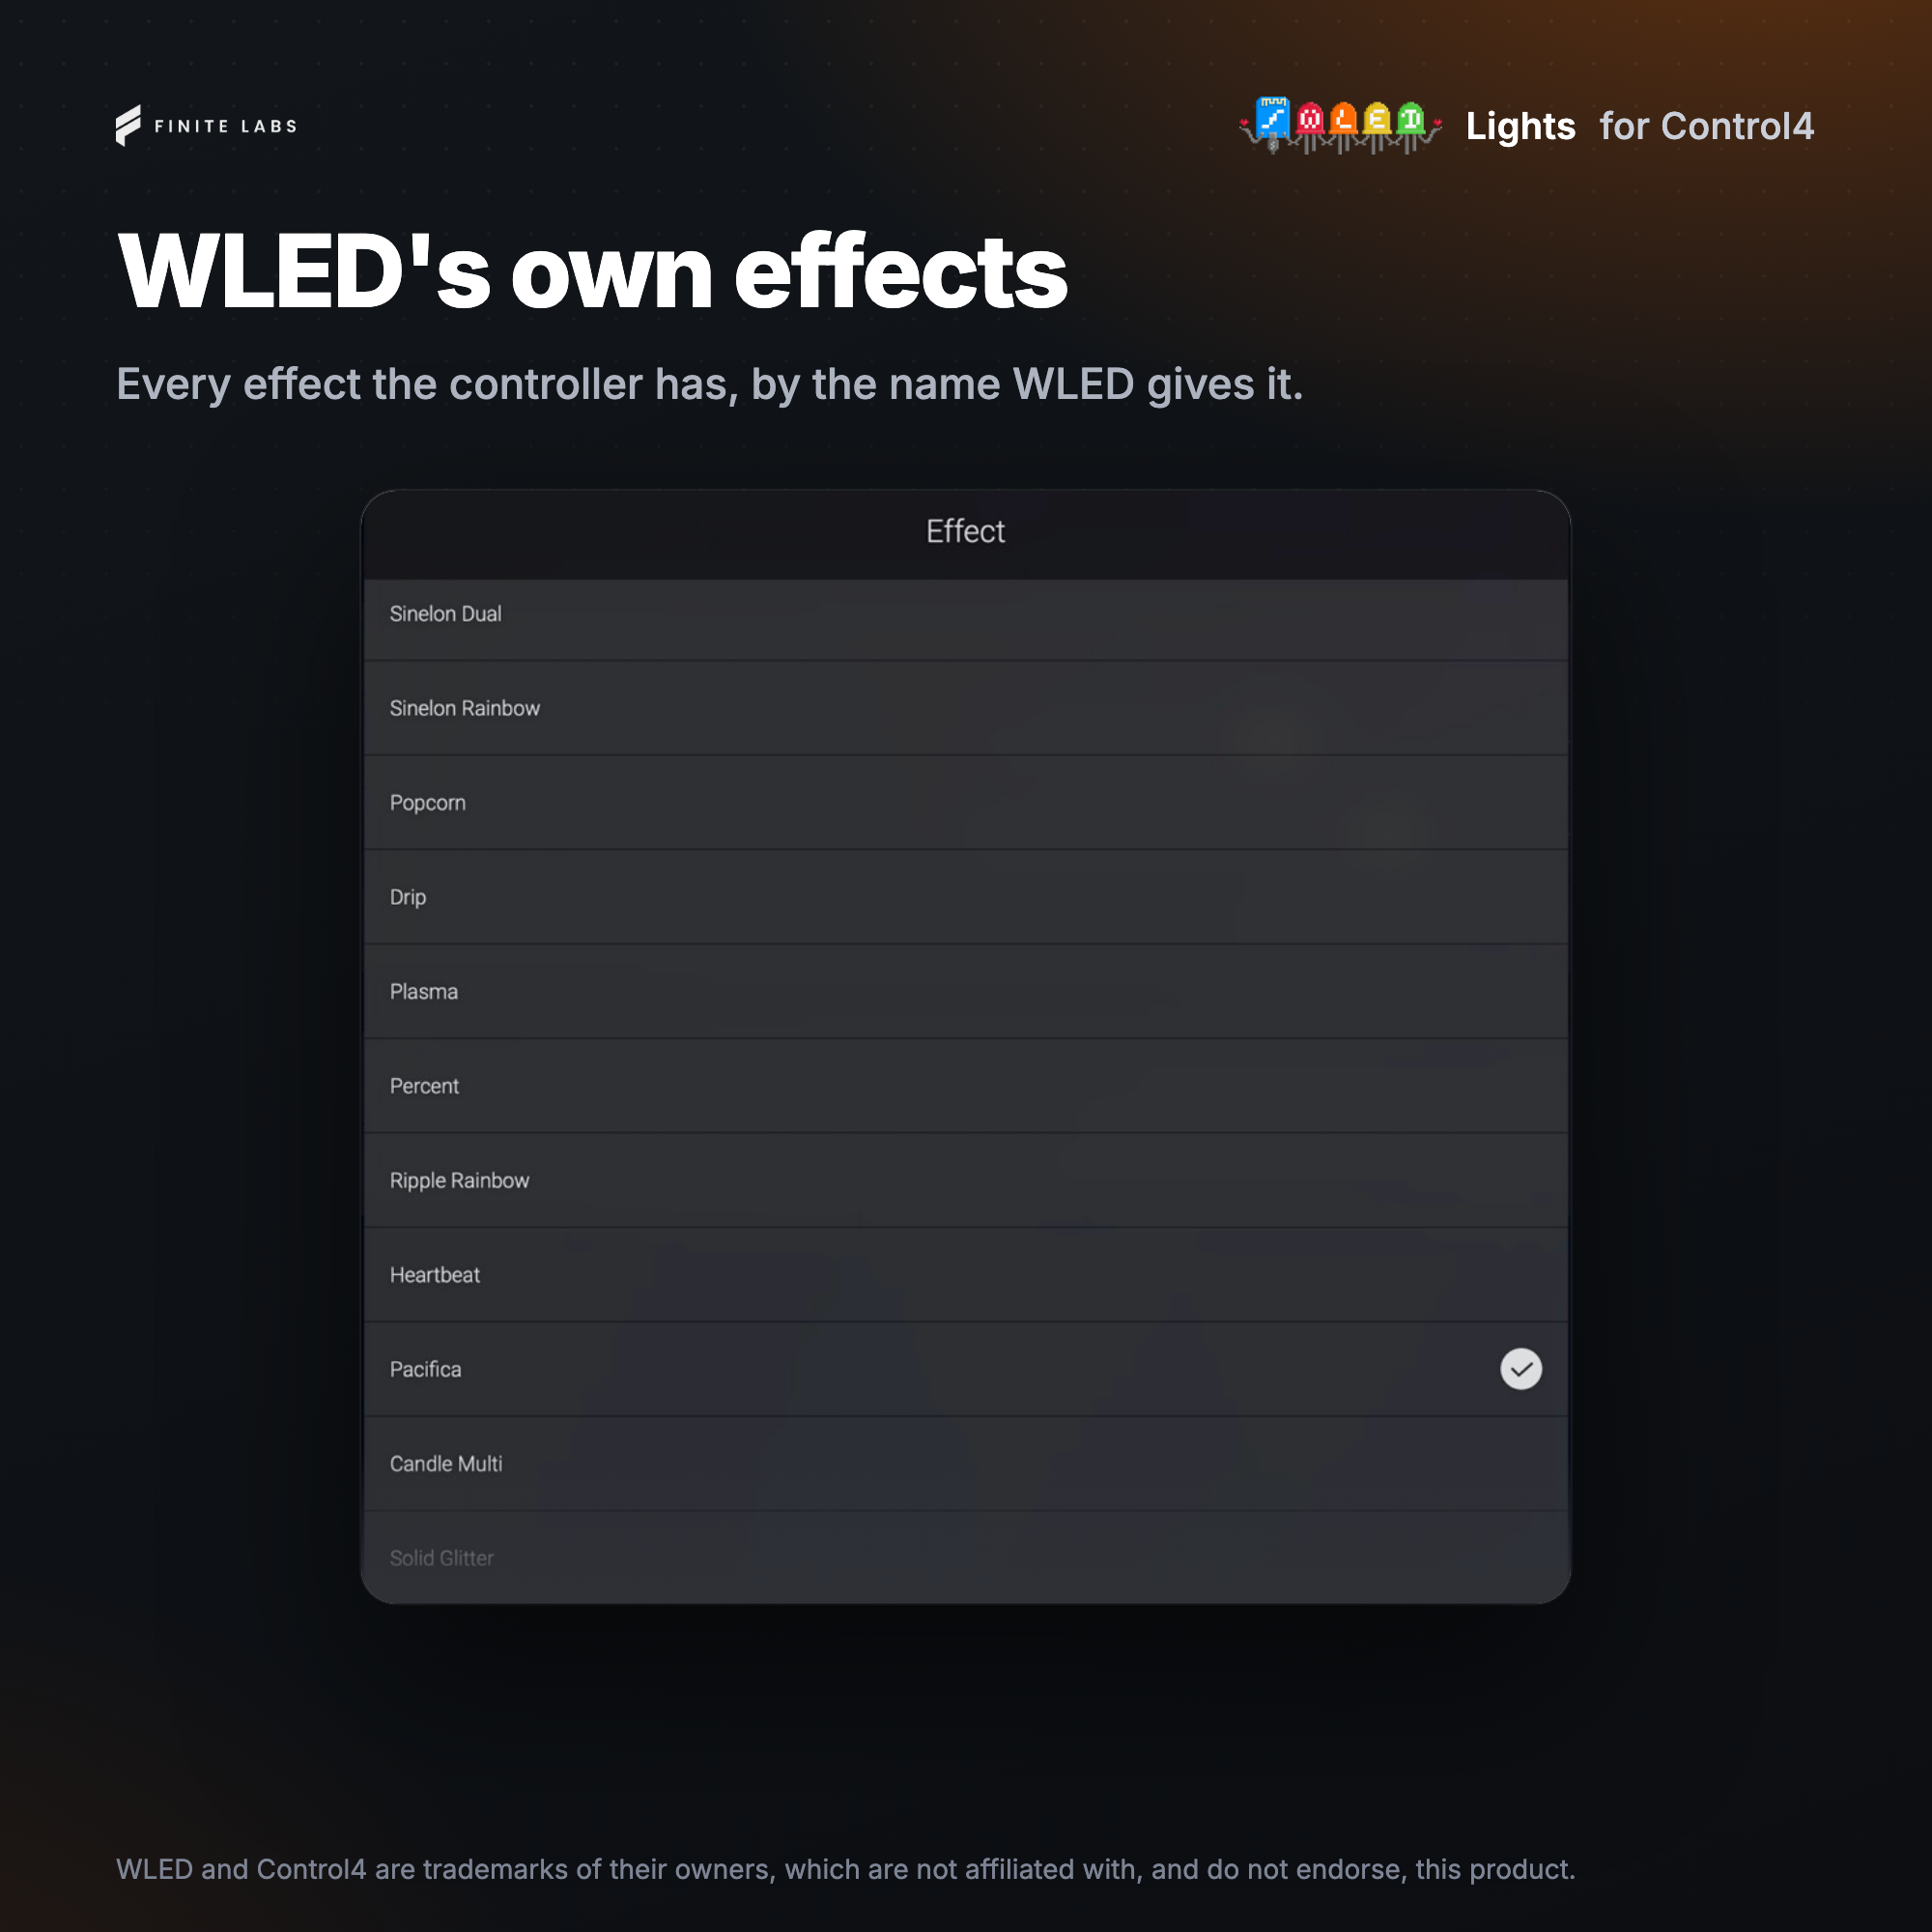 FINITE LABS
WLED Lights for Control4
WLED's own effects
Every effect the controller has, by the name WLED gives it.
Effect
Sinelon Dual
Sinelon Rainbow
Popcorn
Drip
Plasma
Percent
Ripple Rainbow
Heartbeat
Pacifica
Candle Multi
Solid Glitter
WLED and Control4 are trademarks of their owners, which are not affiliated with, and do not endorse, this product.